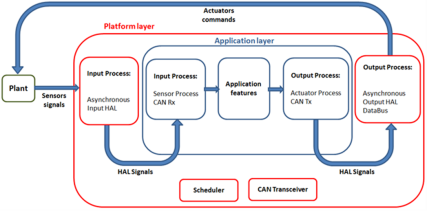 Actuators
commands
Platform layer
Application layer
Plant
Sensors
signals
Input Process:
Asynchronous
Input HAL
Input Process:
Sensor Process
CAN Rx
Application
features
Output Process:
Actuator Process
CAN Tx
Output Process:
Asynchronous
Output HAL
DataBus
HAL Signals
HAL Signals
Scheduler
CAN Transceiver